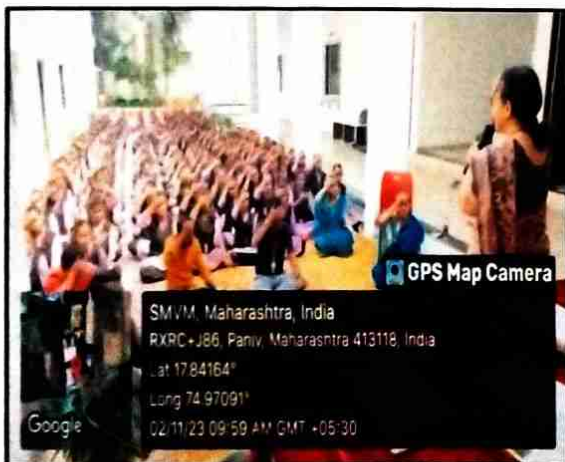 GPS Map Camera
SMVM, Maharashtra, India
RXRC+J86, Paniv, Maharashtra 413118, India
Lat 17.84164°
Long 74.97091°
Google
02/11/23 09:59 AM GMT +05:30